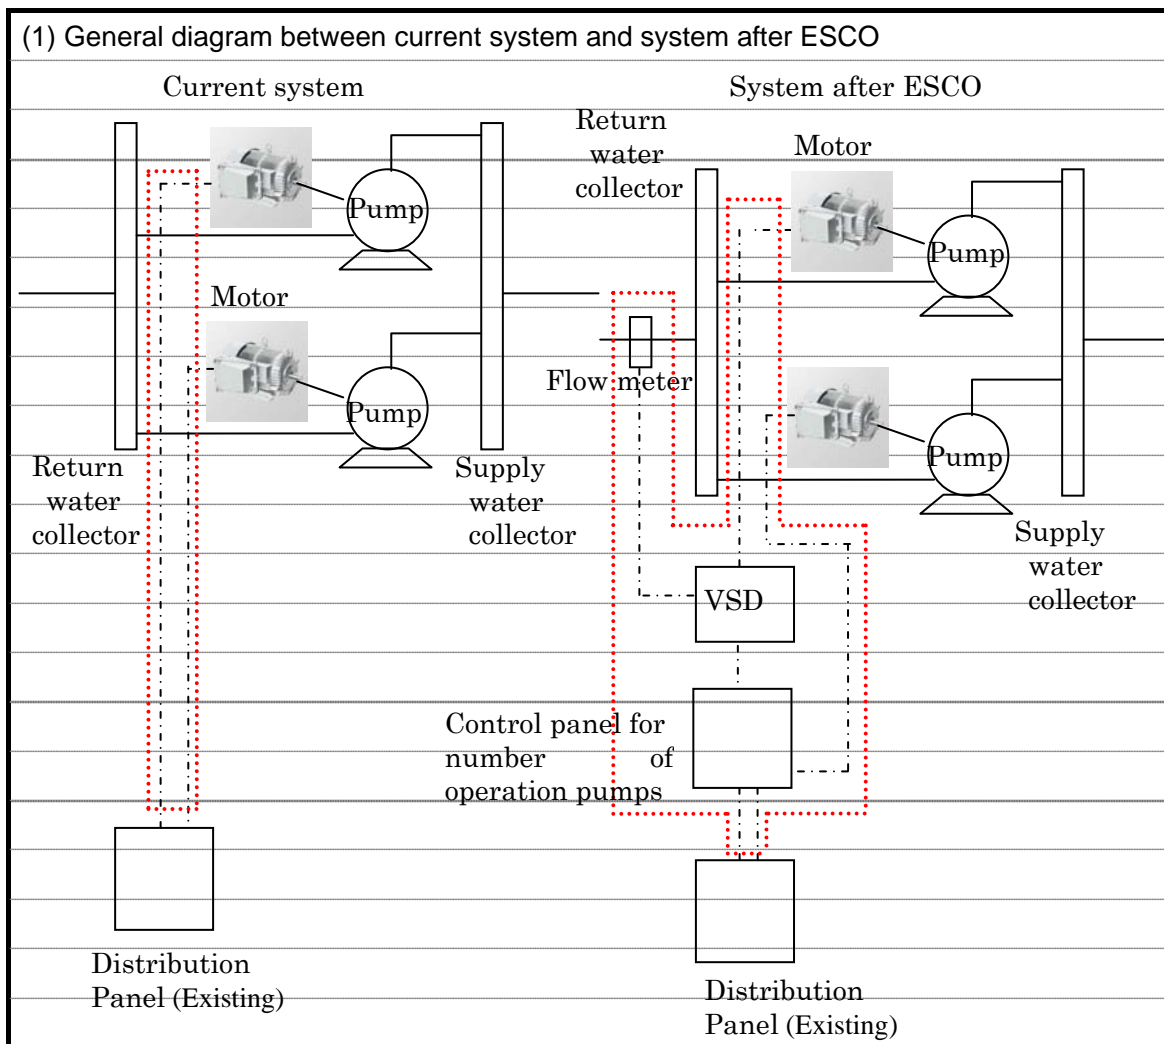 (1) General diagram between current system and system after ESCO
Current system
Pump
Motor
Pump
Return
water
collector
Supply
water
collector
Distribution
Panel (Existing)
System after ESCO
Return
water
collector
Motor
Pump
Flow meter
Pump
Supply
water
collector
VSD
Control panel for
number of
operation pumps
Distribution
Panel (Existing)